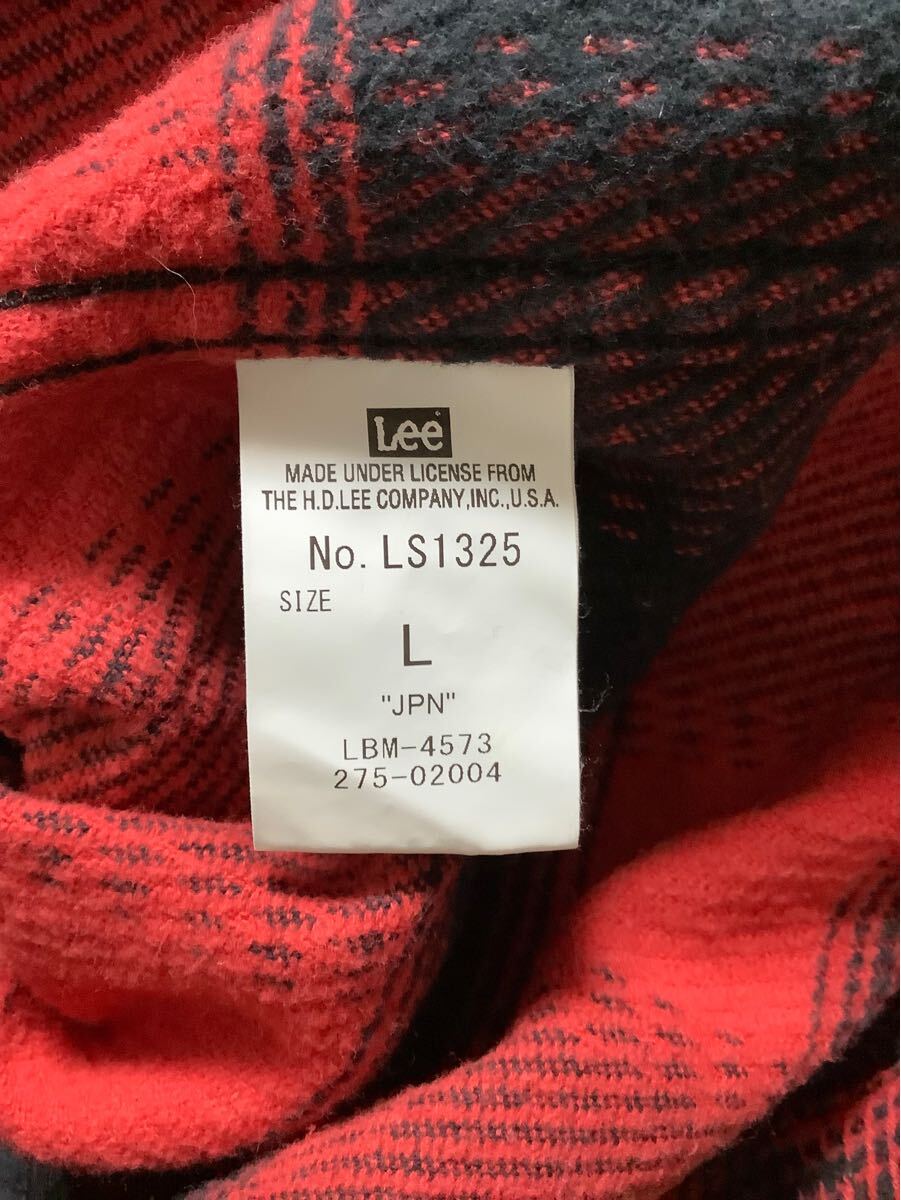 Lee
MADE UNDER LICENSE FROM
THE H.D.LEE COMPANY,INC.,U.S.A.
No. LS1325
SIZE
L
"JPN"
LBM-4573
275-02004